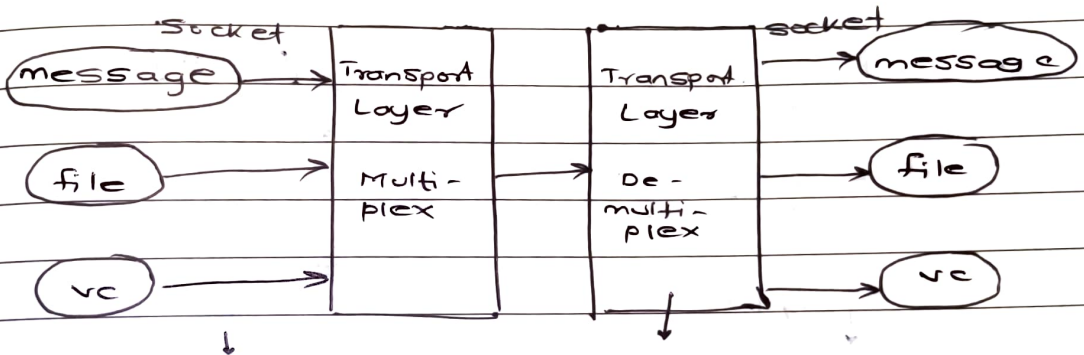 Socket
socket
message
Transport
Layer
Transport
Layer
message
file
Multi-
plex
De-
multi-
plex
file
vc
vc